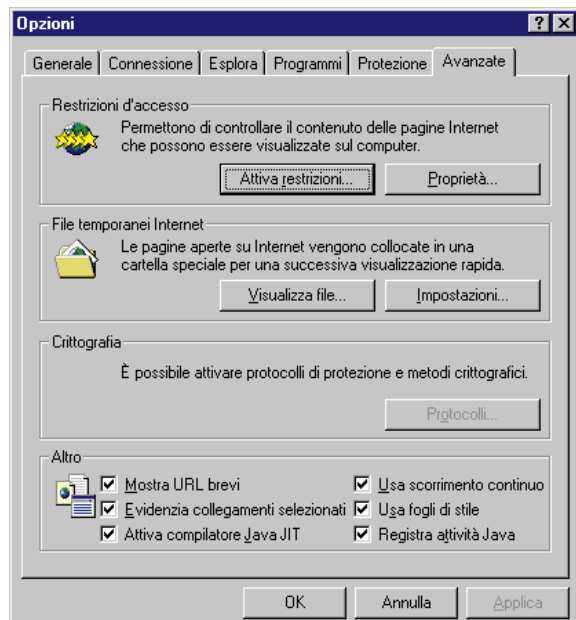 Opzioni
Generale Connessione Esplora Programmi Protezione Avanzate
Restrizioni d'accesso
Permettono di controllare il contenuto delle pagine Internet
che possono essere visualizzate sul computer.
Attiva restrizioni... Proprietà...
File temporanei Internet
Le pagine aperte su Internet vengono collocate in una
cartella speciale per una successiva visualizzazione rapida.
Visualizza file... Impostazioni...
Crittografia
È possibile attivare protocolli di protezione e metodi crittografici.
Protocolli...
Altro
Mostra URL brevi Usa scorrimento continuo
Evidenzia collegamenti selezionati Usa fogli di stile
Attiva compilatore Java JIT Registra attività Java
OK Annulla Applica